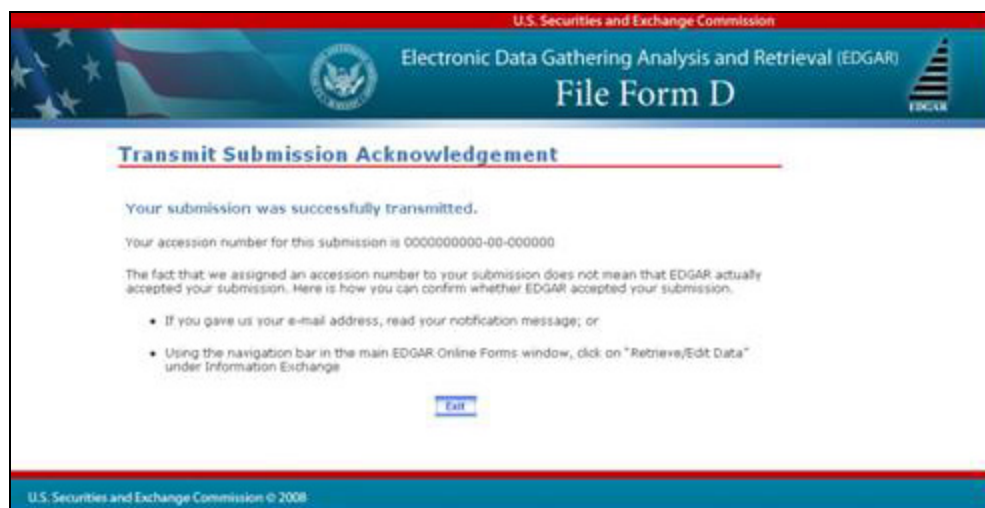 U.S. Securities and Exchange Commission
Electronic Data Gathering Analysis and Retrieval (EDGAR)
File Form D
EDGAR
Transmit Submission Acknowledgement
Your submission was successfully transmitted.
Your accession number for this submission is 0000000000-00-000000
The fact that we assigned an accession number to your submission does not mean that EDGAR actually
accepted your submission. Here is how you can confirm whether EDGAR accepted your submission.
• If you gave us your e-mail address, read your notification message; or
• Using the navigation bar in the main EDGAR Online Forms window, click on "Retrieve/Edit Data"
under Information Exchange
Exit
U.S. Securities and Exchange Commission © 2008